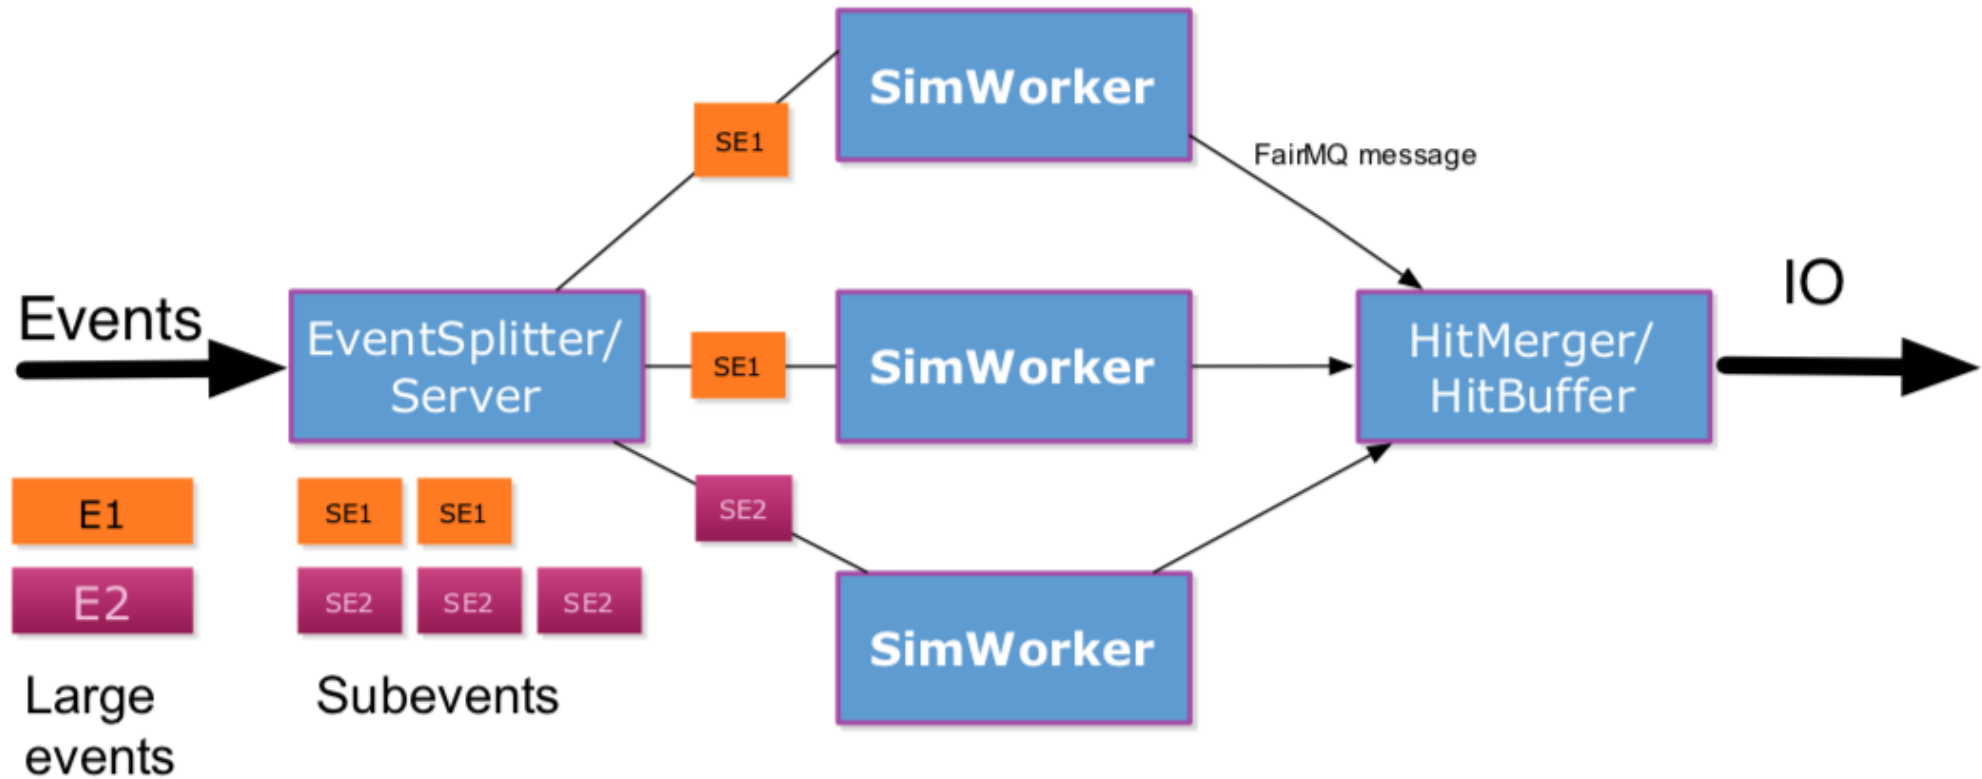 SimWorker
SE1
FairMQ message
Events
EventSplitter/
Server
SE1
SimWorker
HitMerger/
HitBuffer
IO
E1
SE1 SE1
SE2
E2
SE2 SE2 SE2
SimWorker
Large
events
Subevents